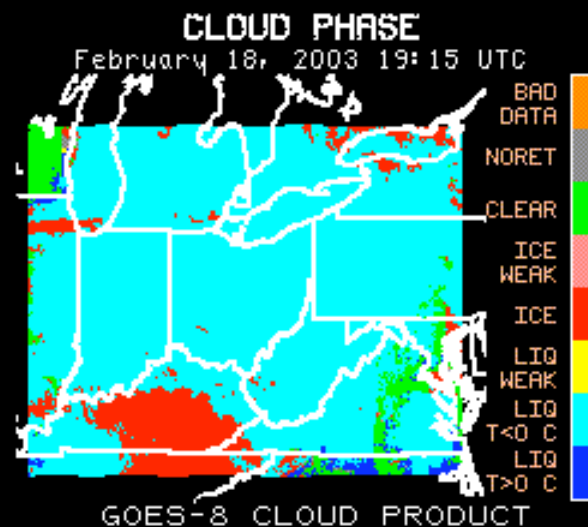 CLOUD PHASE
February 18, 2003 19:15 UTC
BAD
DATA
NORET
CLEAR
ICE
WEAK
ICE
LIQ
WEAK
LIQ
T<0 C
LIQ
T>0 C
GOES-8 CLOUD PRODUCT